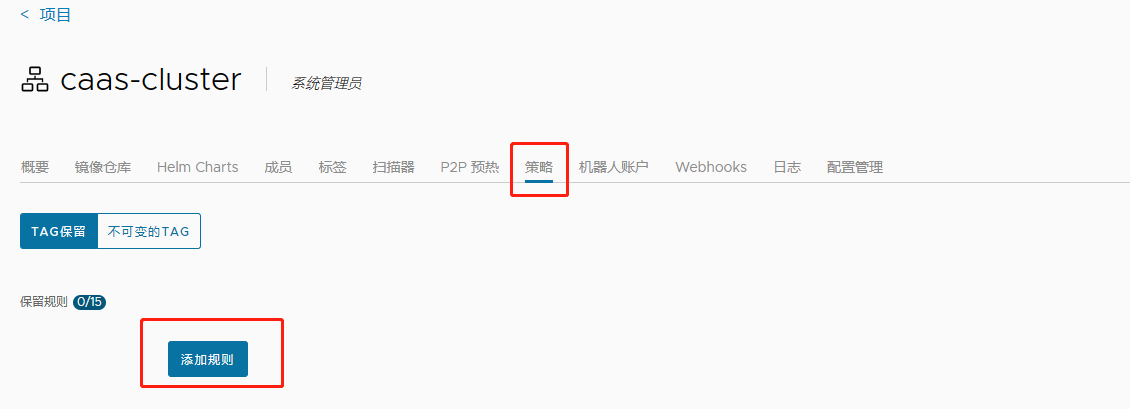 < 项目
caas-cluster 系统管理员
概要 镜像仓库 Helm Charts 成员 标签 扫描器 P2P 预热 策略 机器人账户 Webhooks 日志 配置管理
TAG保留 不可变的TAG
保留规则 0/15
添加规则